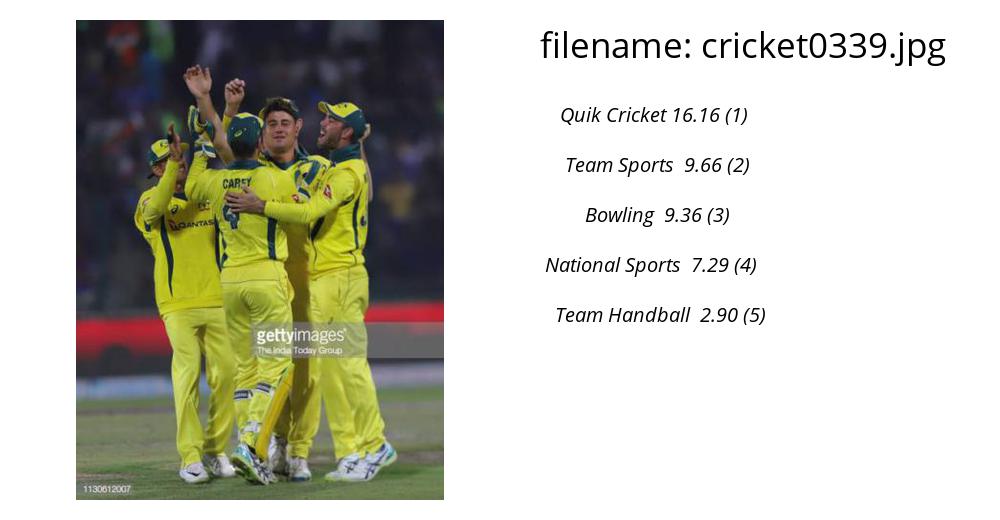 filename: cricket0339.jpg
Quik Cricket 16.16 (1)
Team Sports 9.66 (2)
Bowling 9.36 (3)
National Sports 7.29 (4)
Team Handball 2.90 (5)
CAREY
4
QANTAS
gettyimages
The India Today Group
1130612007